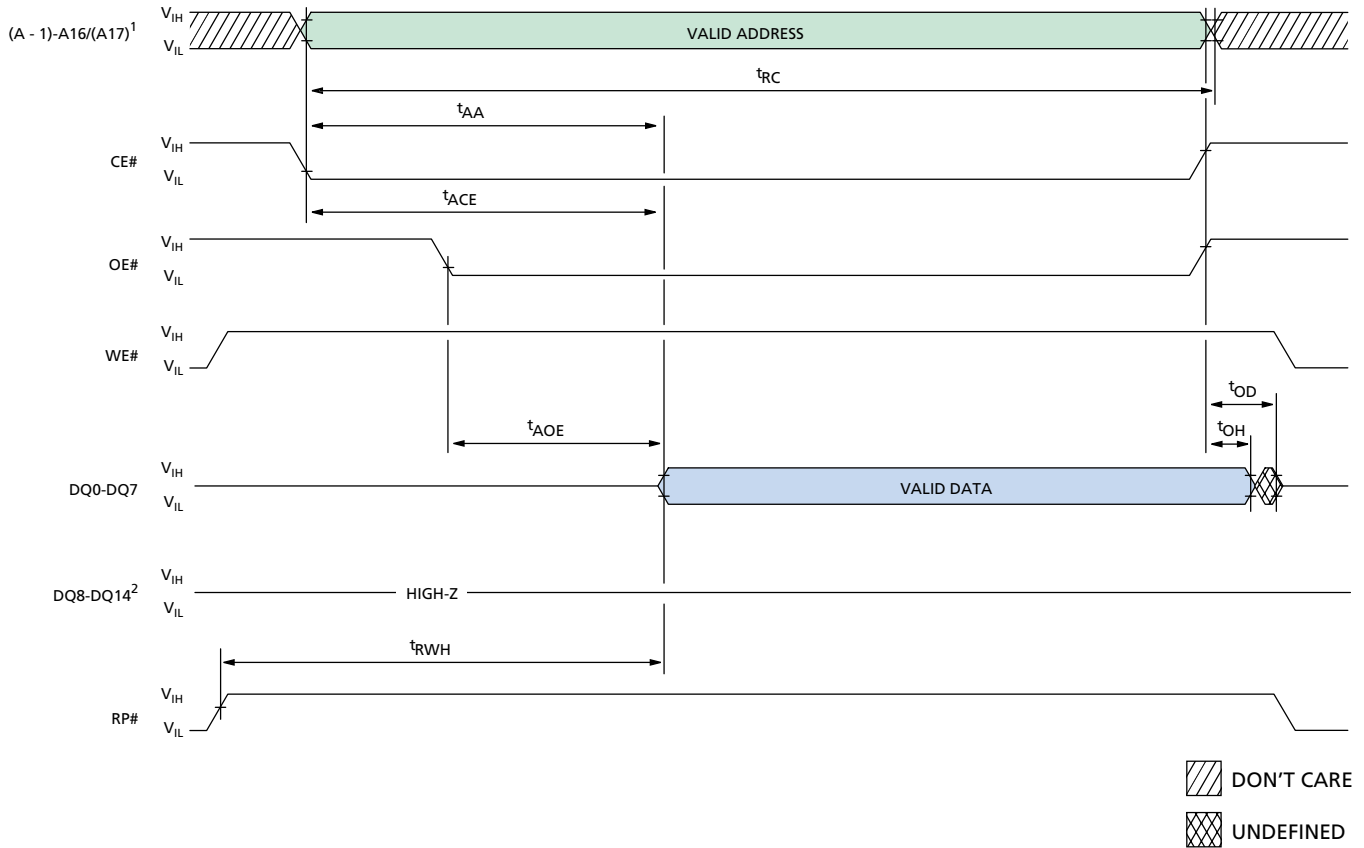 VIH
(A - 1)-A16/(A17)1
VIL
VALID ADDRESS
tRC
tAA
VIH
CE#
VIL
tACE
VIH
OE#
VIL
VIH
WE#
VIL
tOD
tAOE
tOH
VIH
DQ0-DQ7
VIL
VALID DATA
VIH
DQ8-DQ142
VIL
HIGH-Z
tRWH
VIH
RP#
VIL
DON'T CARE
UNDEFINED